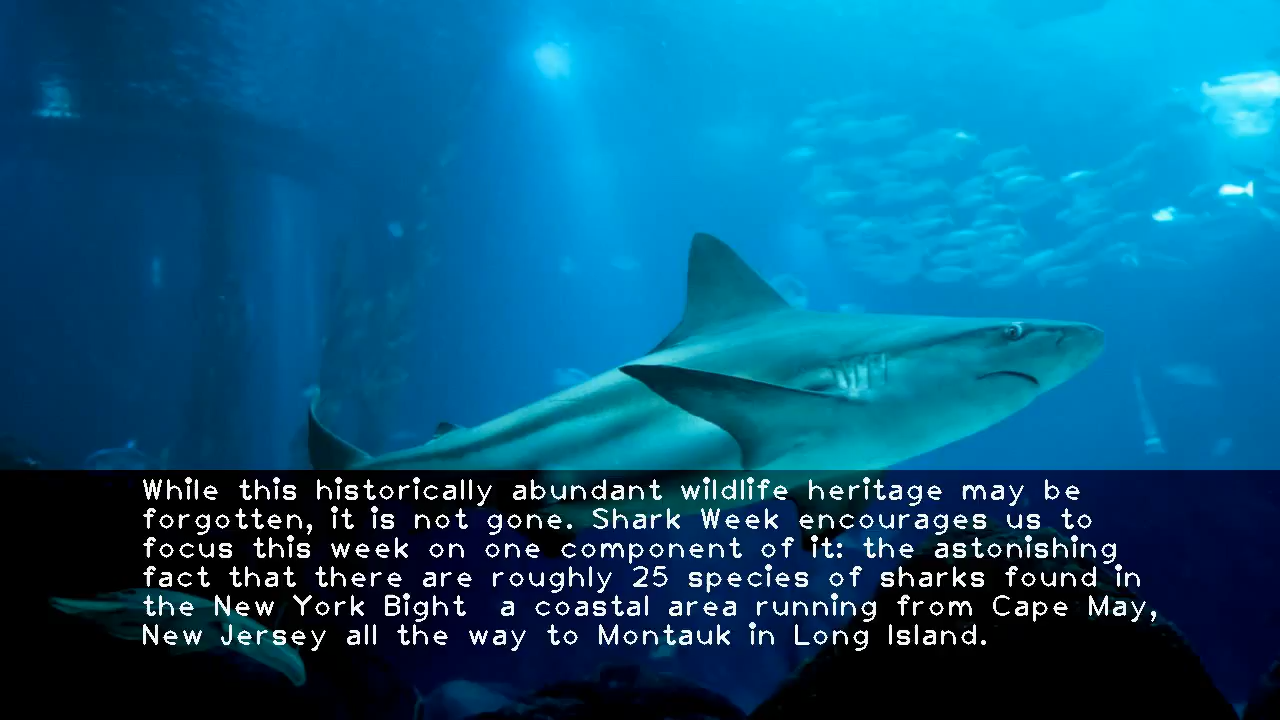 While this historically abundant wildlife heritage may be
forgotten, it is not gone. Shark Week encourages us to
focus this week on one component of it: the astonishing
fact that there are roughly 25 species of sharks found in
the New York Bight  a coastal area running from Cape May,
New Jersey all the way to Montauk in Long Island.